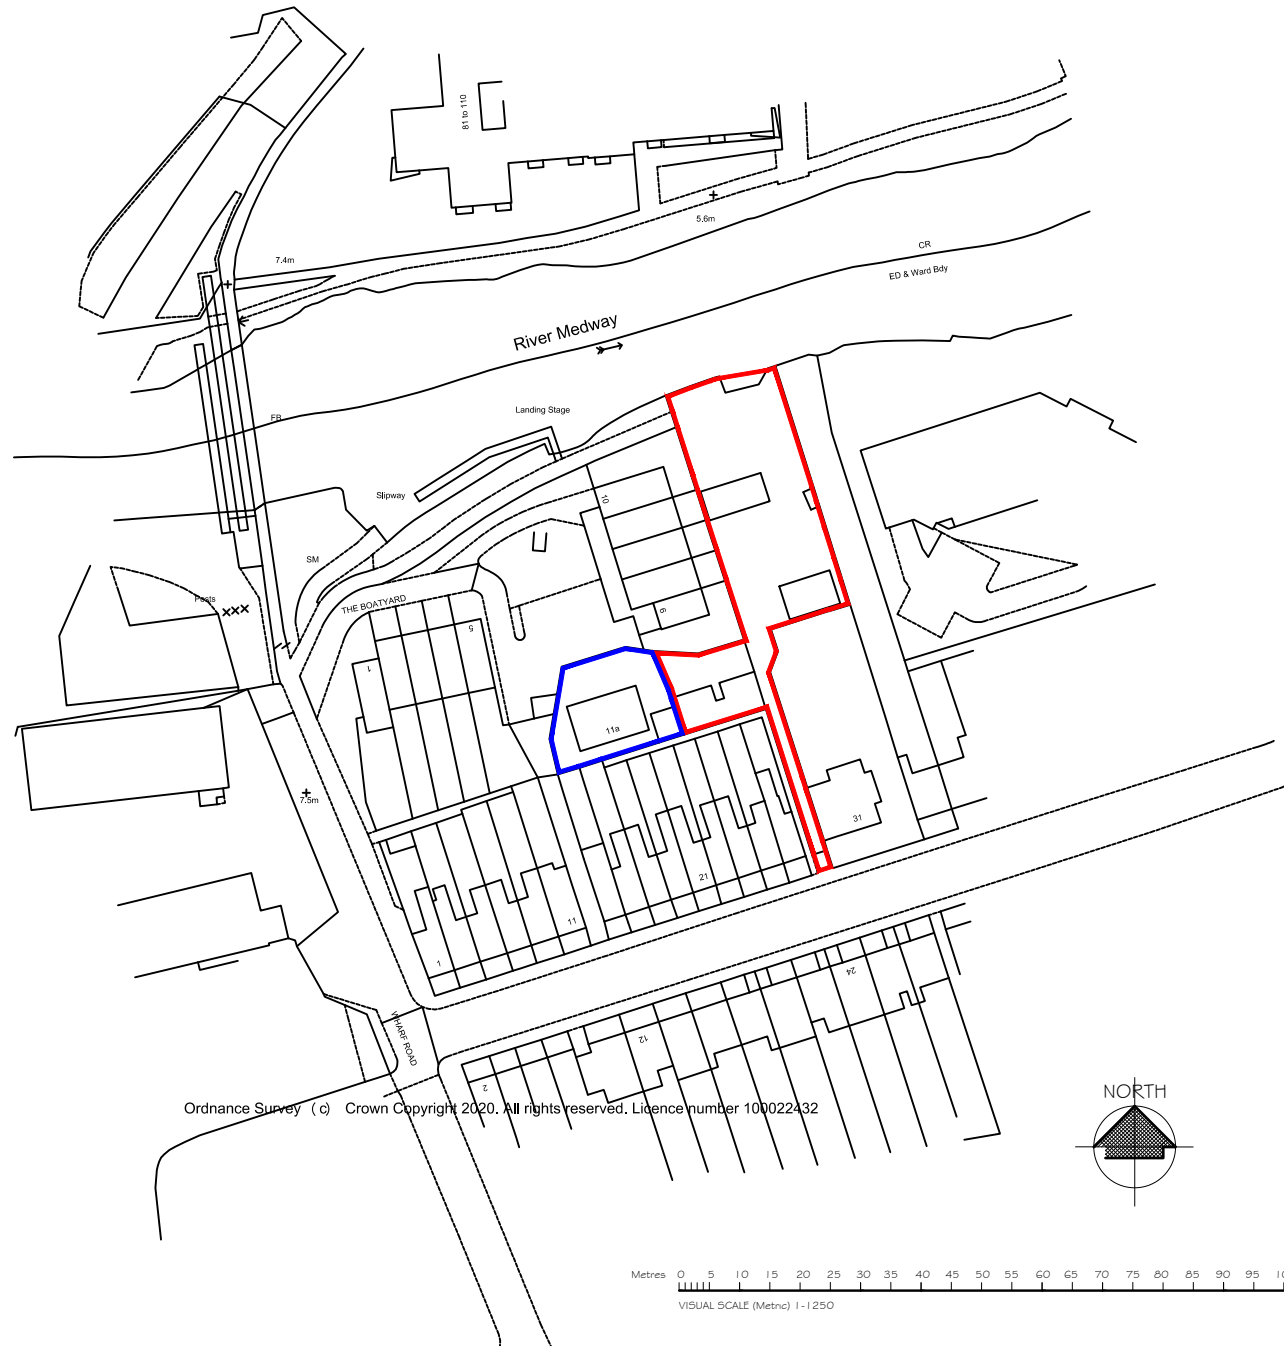 81 to 110
5.6m
CR
7.4m
ED & Ward Bdy
River Medway
Landing Stage
FB
Slipway
10
SM
Posts
THE BOATYARD
6
5
1
11a
7.5m
31
21
11
1
24
WHARF ROAD
12
2
NORTH
Ordnance Survey (c) Crown Copyright 2020. All rights reserved. Licence number 100022432
Metres 0 5 10 15 20 25 30 35 40 45 50 55 60 65 70 75 80 85 90 95 10
VISUAL SCALE (Metric) 1-1250